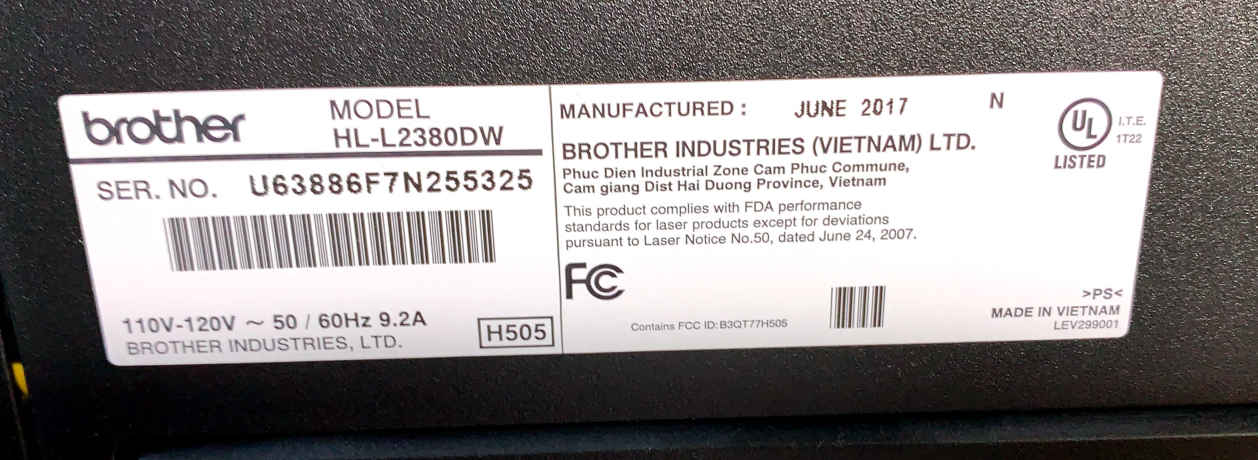 brother
MODEL
HL-L2380DW
SER. NO. U63886F7N255325
110V-120V ~ 50 / 60Hz 9.2A
BROTHER INDUSTRIES, LTD.
H505
MANUFACTURED : JUNE 2017 N
BROTHER INDUSTRIES (VIETNAM) LTD.
Phuc Dien Industrial Zone Cam Phuc Commune,
Cam giang Dist Hai Duong Province, Vietnam
This product complies with FDA performance
standards for laser products except for deviations
pursuant to Laser Notice No.50, dated June 24, 2007.
FC
Contains FCC ID: B3QT77H505
UL
LISTED
I.T.E.
1T22
>PS<
MADE IN VIETNAM
LEV299001